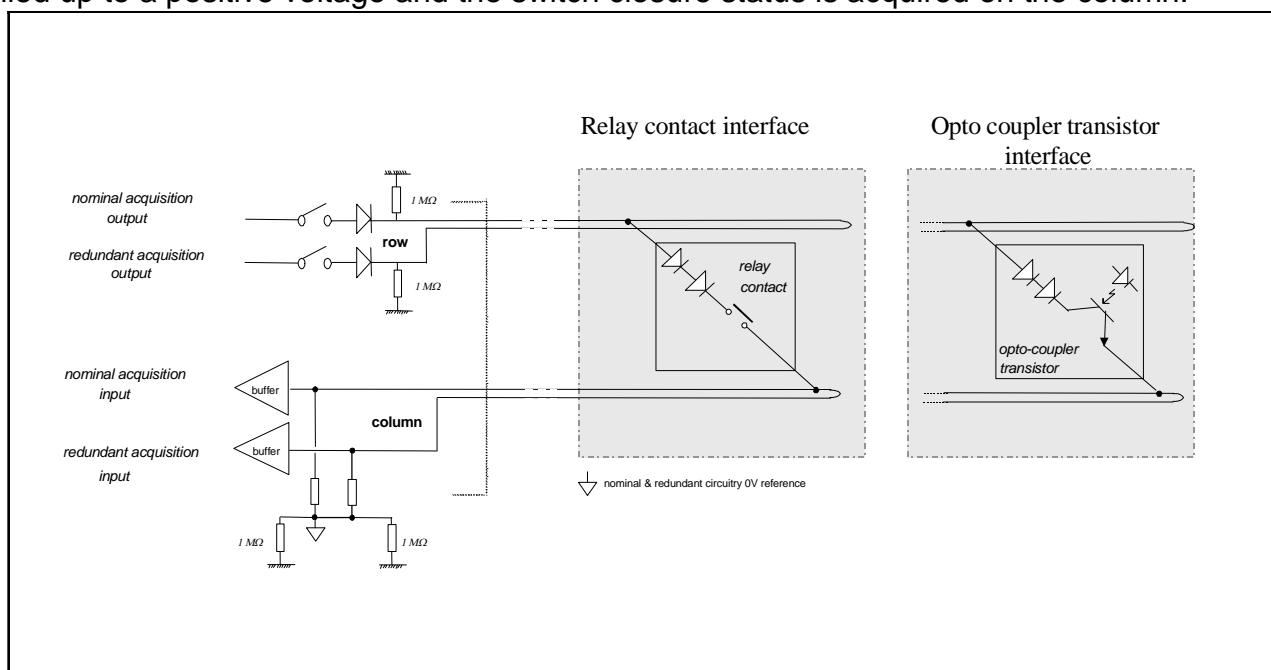 up to a positive voltage and the switch closure status is acquired on the column.
Relay contact interface
Opto coupler transistor
interface
nominal acquisition
output
1 MΩ
row
redundant acquisition
output
1 MΩ
relay
contact
opto-coupler
transistor
nominal acquisition
input
buffer
column
redundant acquisition
input
buffer
nominal & redundant circuitry 0V reference
1 MΩ
1 MΩ